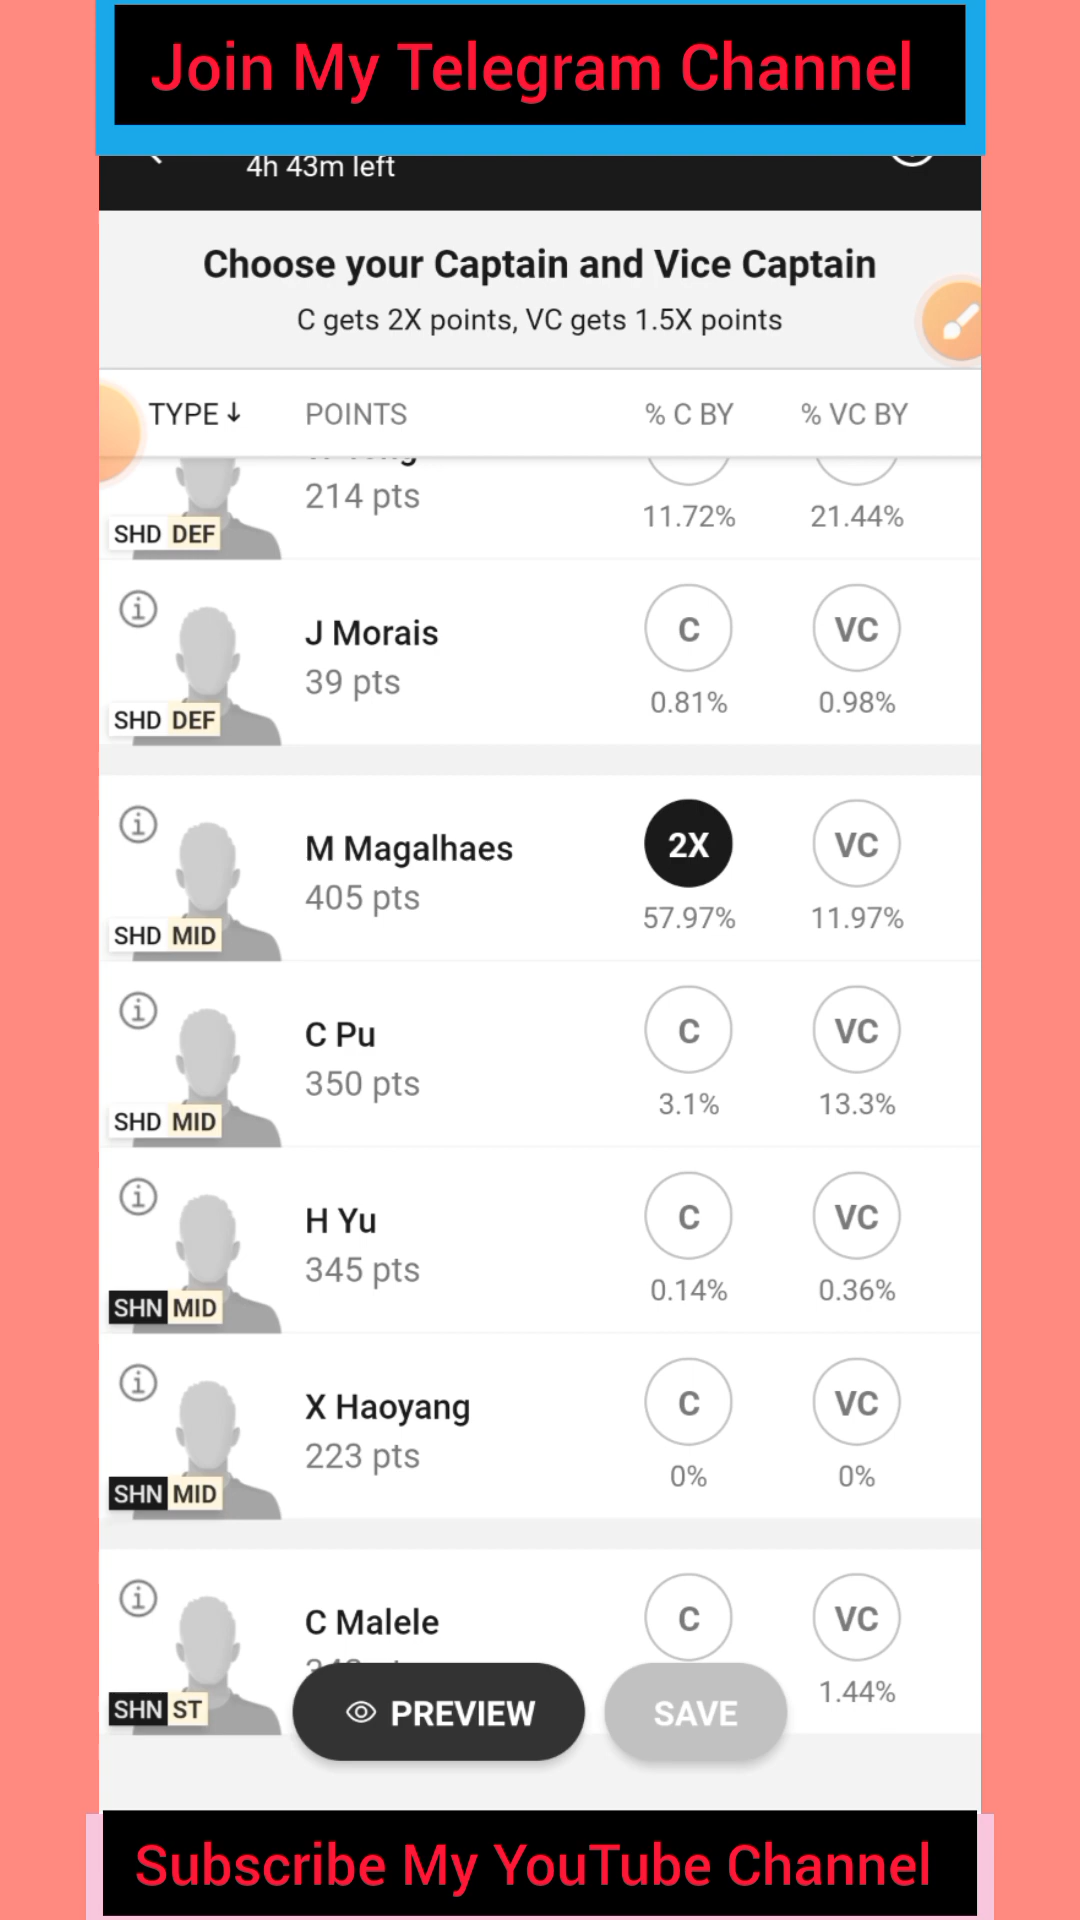 Join My Telegram Channel
4h 43m left
Choose your Captain and Vice Captain
C gets 2X points, VC gets 1.5X points
TYPE↓ POINTS % C BY % VC BY
214 pts
11.72% 21.44%
SHD DEF
J Morais C VC
39 pts
0.81% 0.98%
SHD DEF
M Magalhaes 2X VC
405 pts
57.97% 11.97%
SHD MID
C Pu C VC
350 pts
3.1% 13.3%
SHD MID
H Yu C VC
345 pts
0.14% 0.36%
SHN MID
X Haoyang C VC
223 pts
0% 0%
SHN MID
C Malele C VC
1.44%
SHN ST
PREVIEW SAVE
Subscribe My YouTube Channel